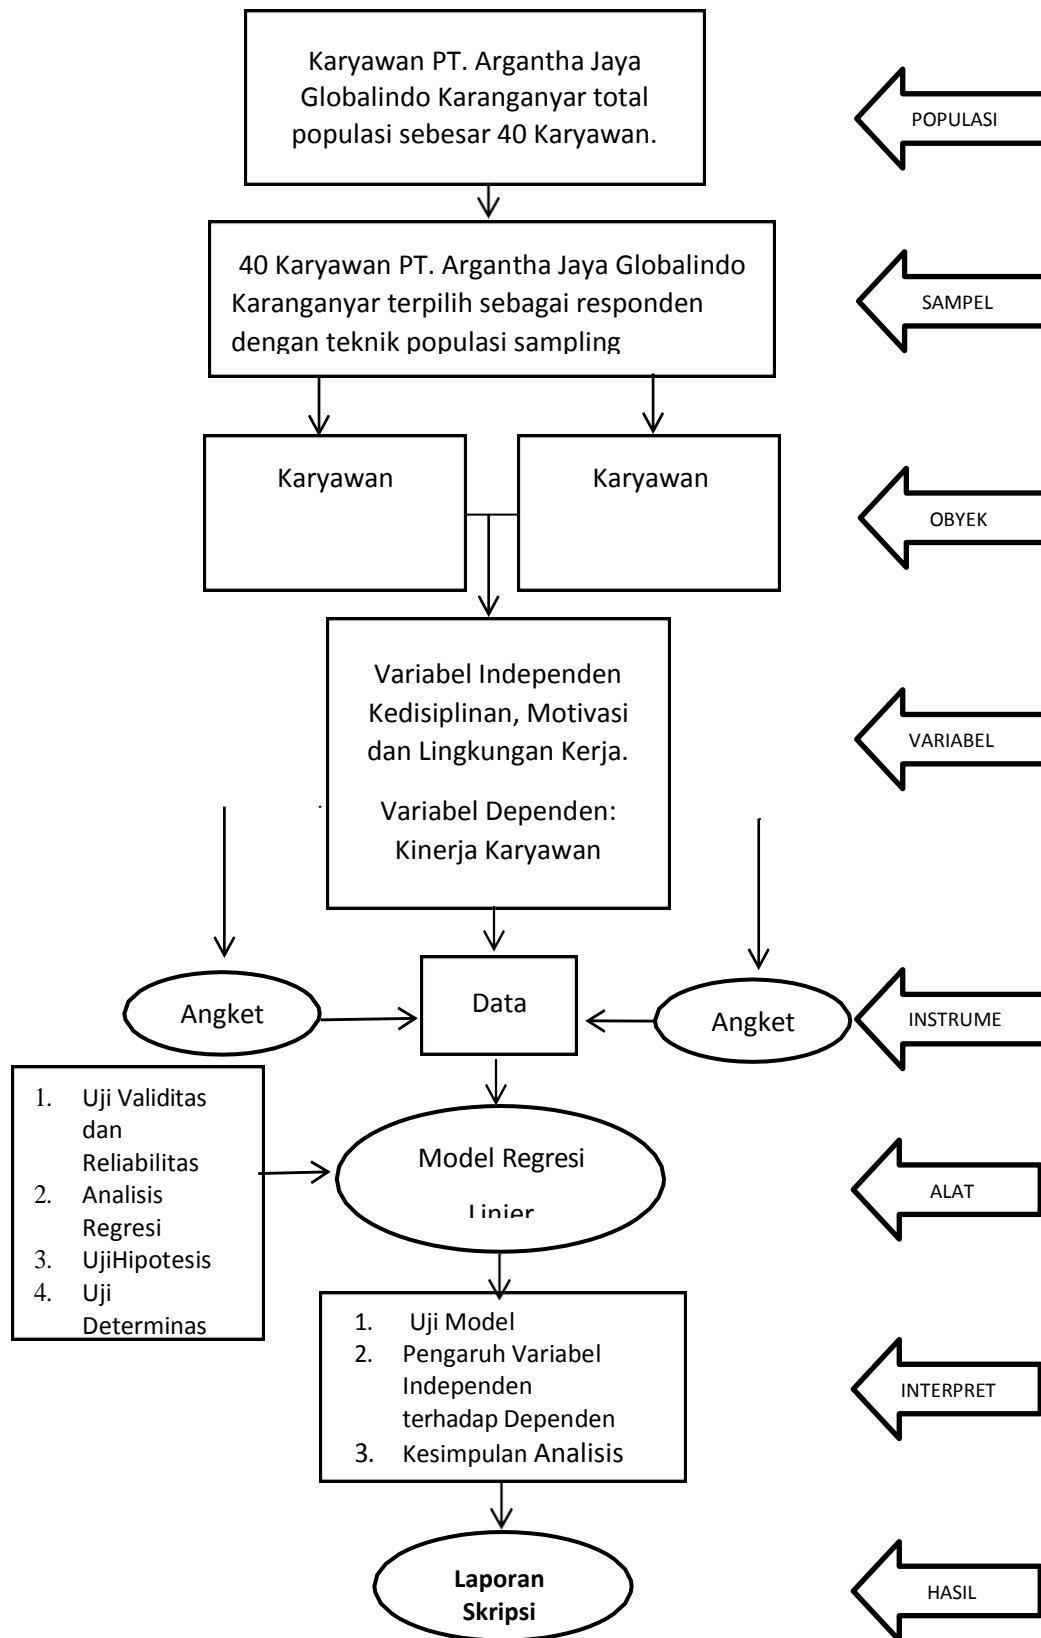 Karyawan PT. Argantha Jaya
Globalindo Karanganyar total
populasi sebesar 40 Karyawan.
POPULASI
40 Karyawan PT. Argantha Jaya Globalindo
Karanganyar terpilih sebagai responden
dengan teknik populasi sampling
SAMPEL
Karyawan
Karyawan
OBYEK
Variabel Independen
Kedisiplinan, Motivasi
dan Lingkungan Kerja.
Variabel Dependen:
Kinerja Karyawan
VARIABEL
Angket
Data
Angket
INSTRUME
1. Uji Validitas
dan
Reliabilitas
2. Analisis
Regresi
3. UjiHipotesis
4. Uji
Determinas
Model Regresi
Linier
ALAT
1. Uji Model
2. Pengaruh Variabel
Independen
terhadap Dependen
3. Kesimpulan Analisis
INTERPRET
Laporan
Skripsi
HASIL